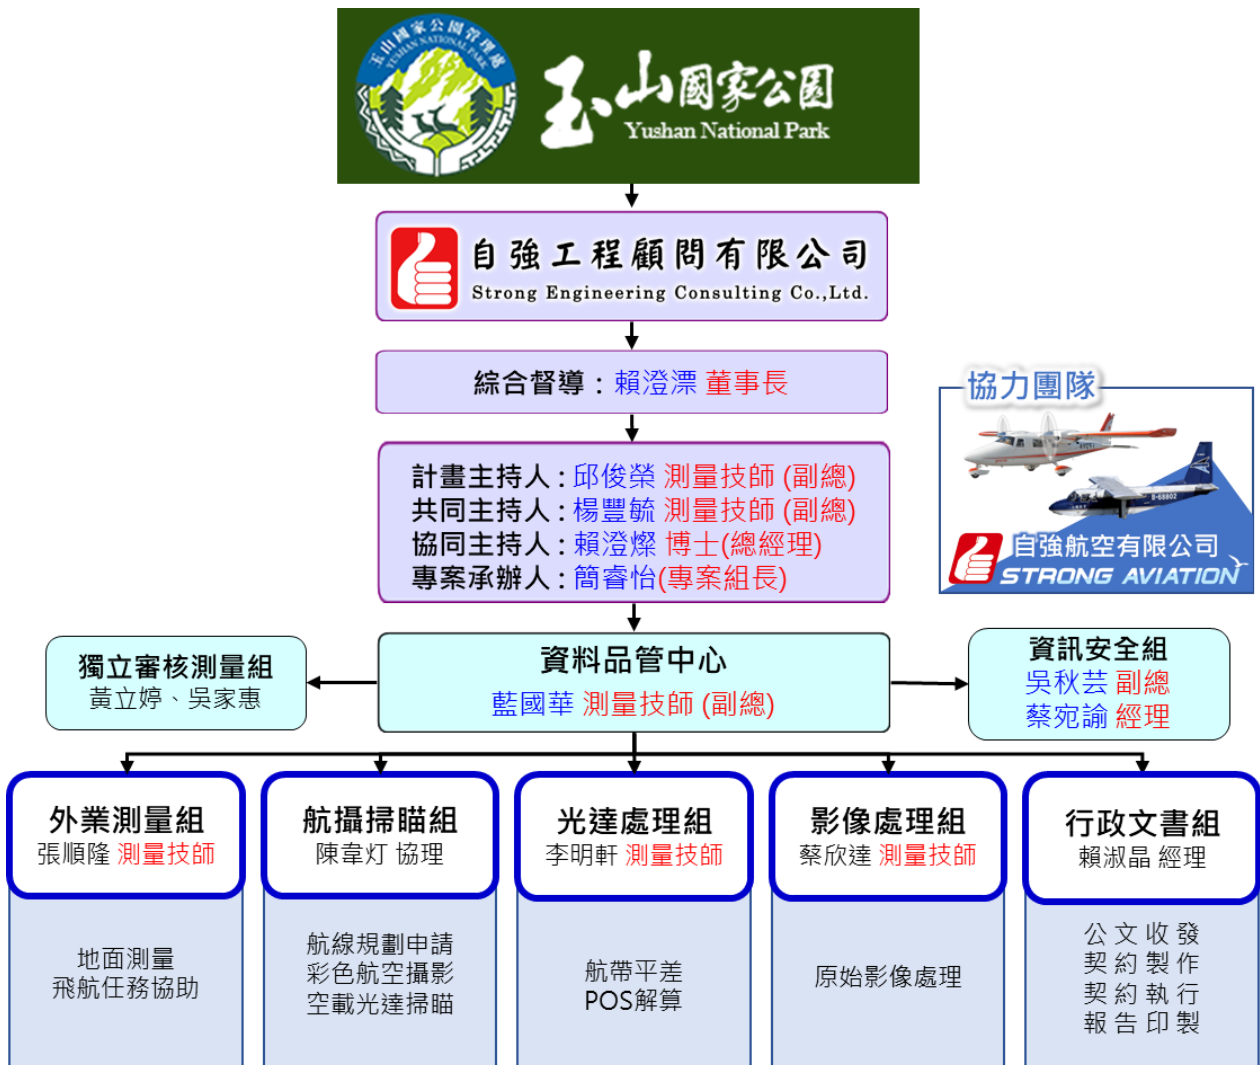 玉山國家公園管理處
YUSHAN NATIONAL PARK
玉山國家公園
Yushan National Park
自強工程顧問有限公司
Strong Engineering Consulting Co.,Ltd.
綜合督導：賴澄漂 董事長
協力團隊
計畫主持人：邱俊榮 測量技師 (副總)
共同主持人：楊豐毓 測量技師 (副總)
協同主持人：賴澄燦 博士(總經理)
專案承辦人：簡睿怡(專案組長)
B-68802
自強航空有限公司
STRONG AVIATION
獨立審核測量組
黃立婷、吳家惠
資料品管中心
藍國華 測量技師 (副總)
資訊安全組
吳秋芸 副總
蔡宛諭 經理
外業測量組
張順隆 測量技師
地面測量
飛航任務協助
航攝掃瞄組
陳韋灯 協理
航線規劃申請
彩色航空攝影
空載光達掃瞄
光達處理組
李明軒 測量技師
航帶平差
POS解算
影像處理組
蔡欣達 測量技師
原始影像處理
行政文書組
賴淑晶 經理
公文收發
契約製作
契約執行
報告印製